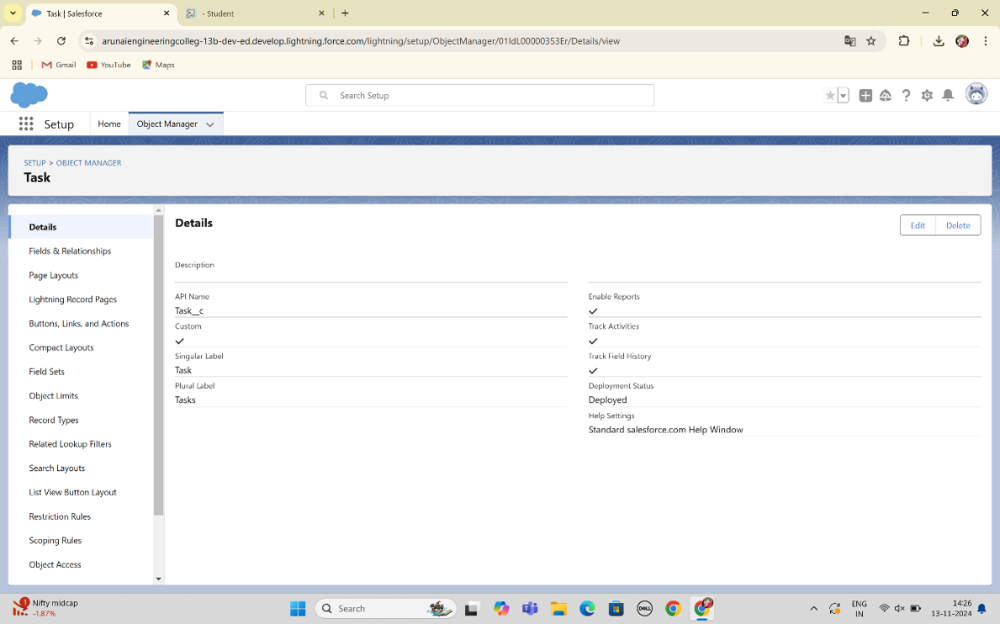 Task | Salesforce
- Student
arunaiengineeringcolleg-13b-dev-ed.develop.lightning.force.com/lightning/setup/ObjectManager/01IdL00000353Er/Details/view
Gmail YouTube Maps
Search Setup
Setup Home Object Manager
SETUP > OBJECT MANAGER
Task
Details
Fields & Relationships
Page Layouts
Lightning Record Pages
Buttons, Links, and Actions
Compact Layouts
Field Sets
Object Limits
Record Types
Related Lookup Filters
Search Layouts
List View Button Layout
Restriction Rules
Scoping Rules
Object Access
Details
Edit Delete
Description
API Name
Task__c
Custom
Singular Label
Task
Plural Label
Tasks
Enable Reports
Track Activities
Track Field History
Deployment Status
Deployed
Help Settings
Standard salesforce.com Help Window
1
Nifty midcap
-1.87%
Search
DELL
ENG
IN
14:26
13-11-2024